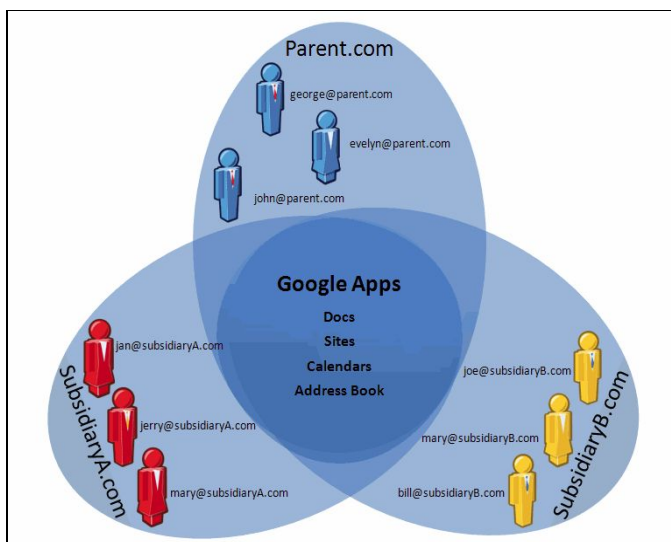 Parent.com
george@parent.com
evelyn@parent.com
john@parent.com
Google Apps
Docs
Sites
Calendars
Address Book
jan@subsidiaryA.com
jerry@subsidiaryA.com
mary@subsidiaryA.com
SubsidiaryA.com
joe@subsidiaryB.com
mary@subsidiaryB.com
bill@subsidiaryB.com
SubsidiaryB.com